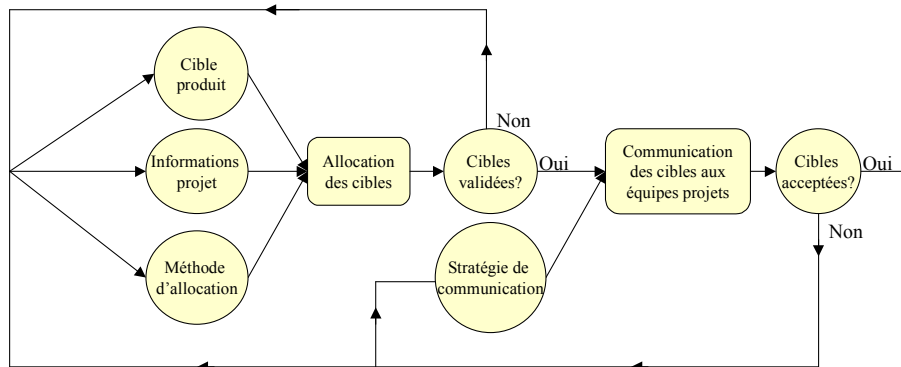 Cible
produit
Informations
projet
Méthode
d'allocation
Allocation
des cibles
Cibles
validées?
Non
Oui
Stratégie de
communication
Communication
des cibles aux
équipes projets
Cibles
acceptées?
Oui
Non